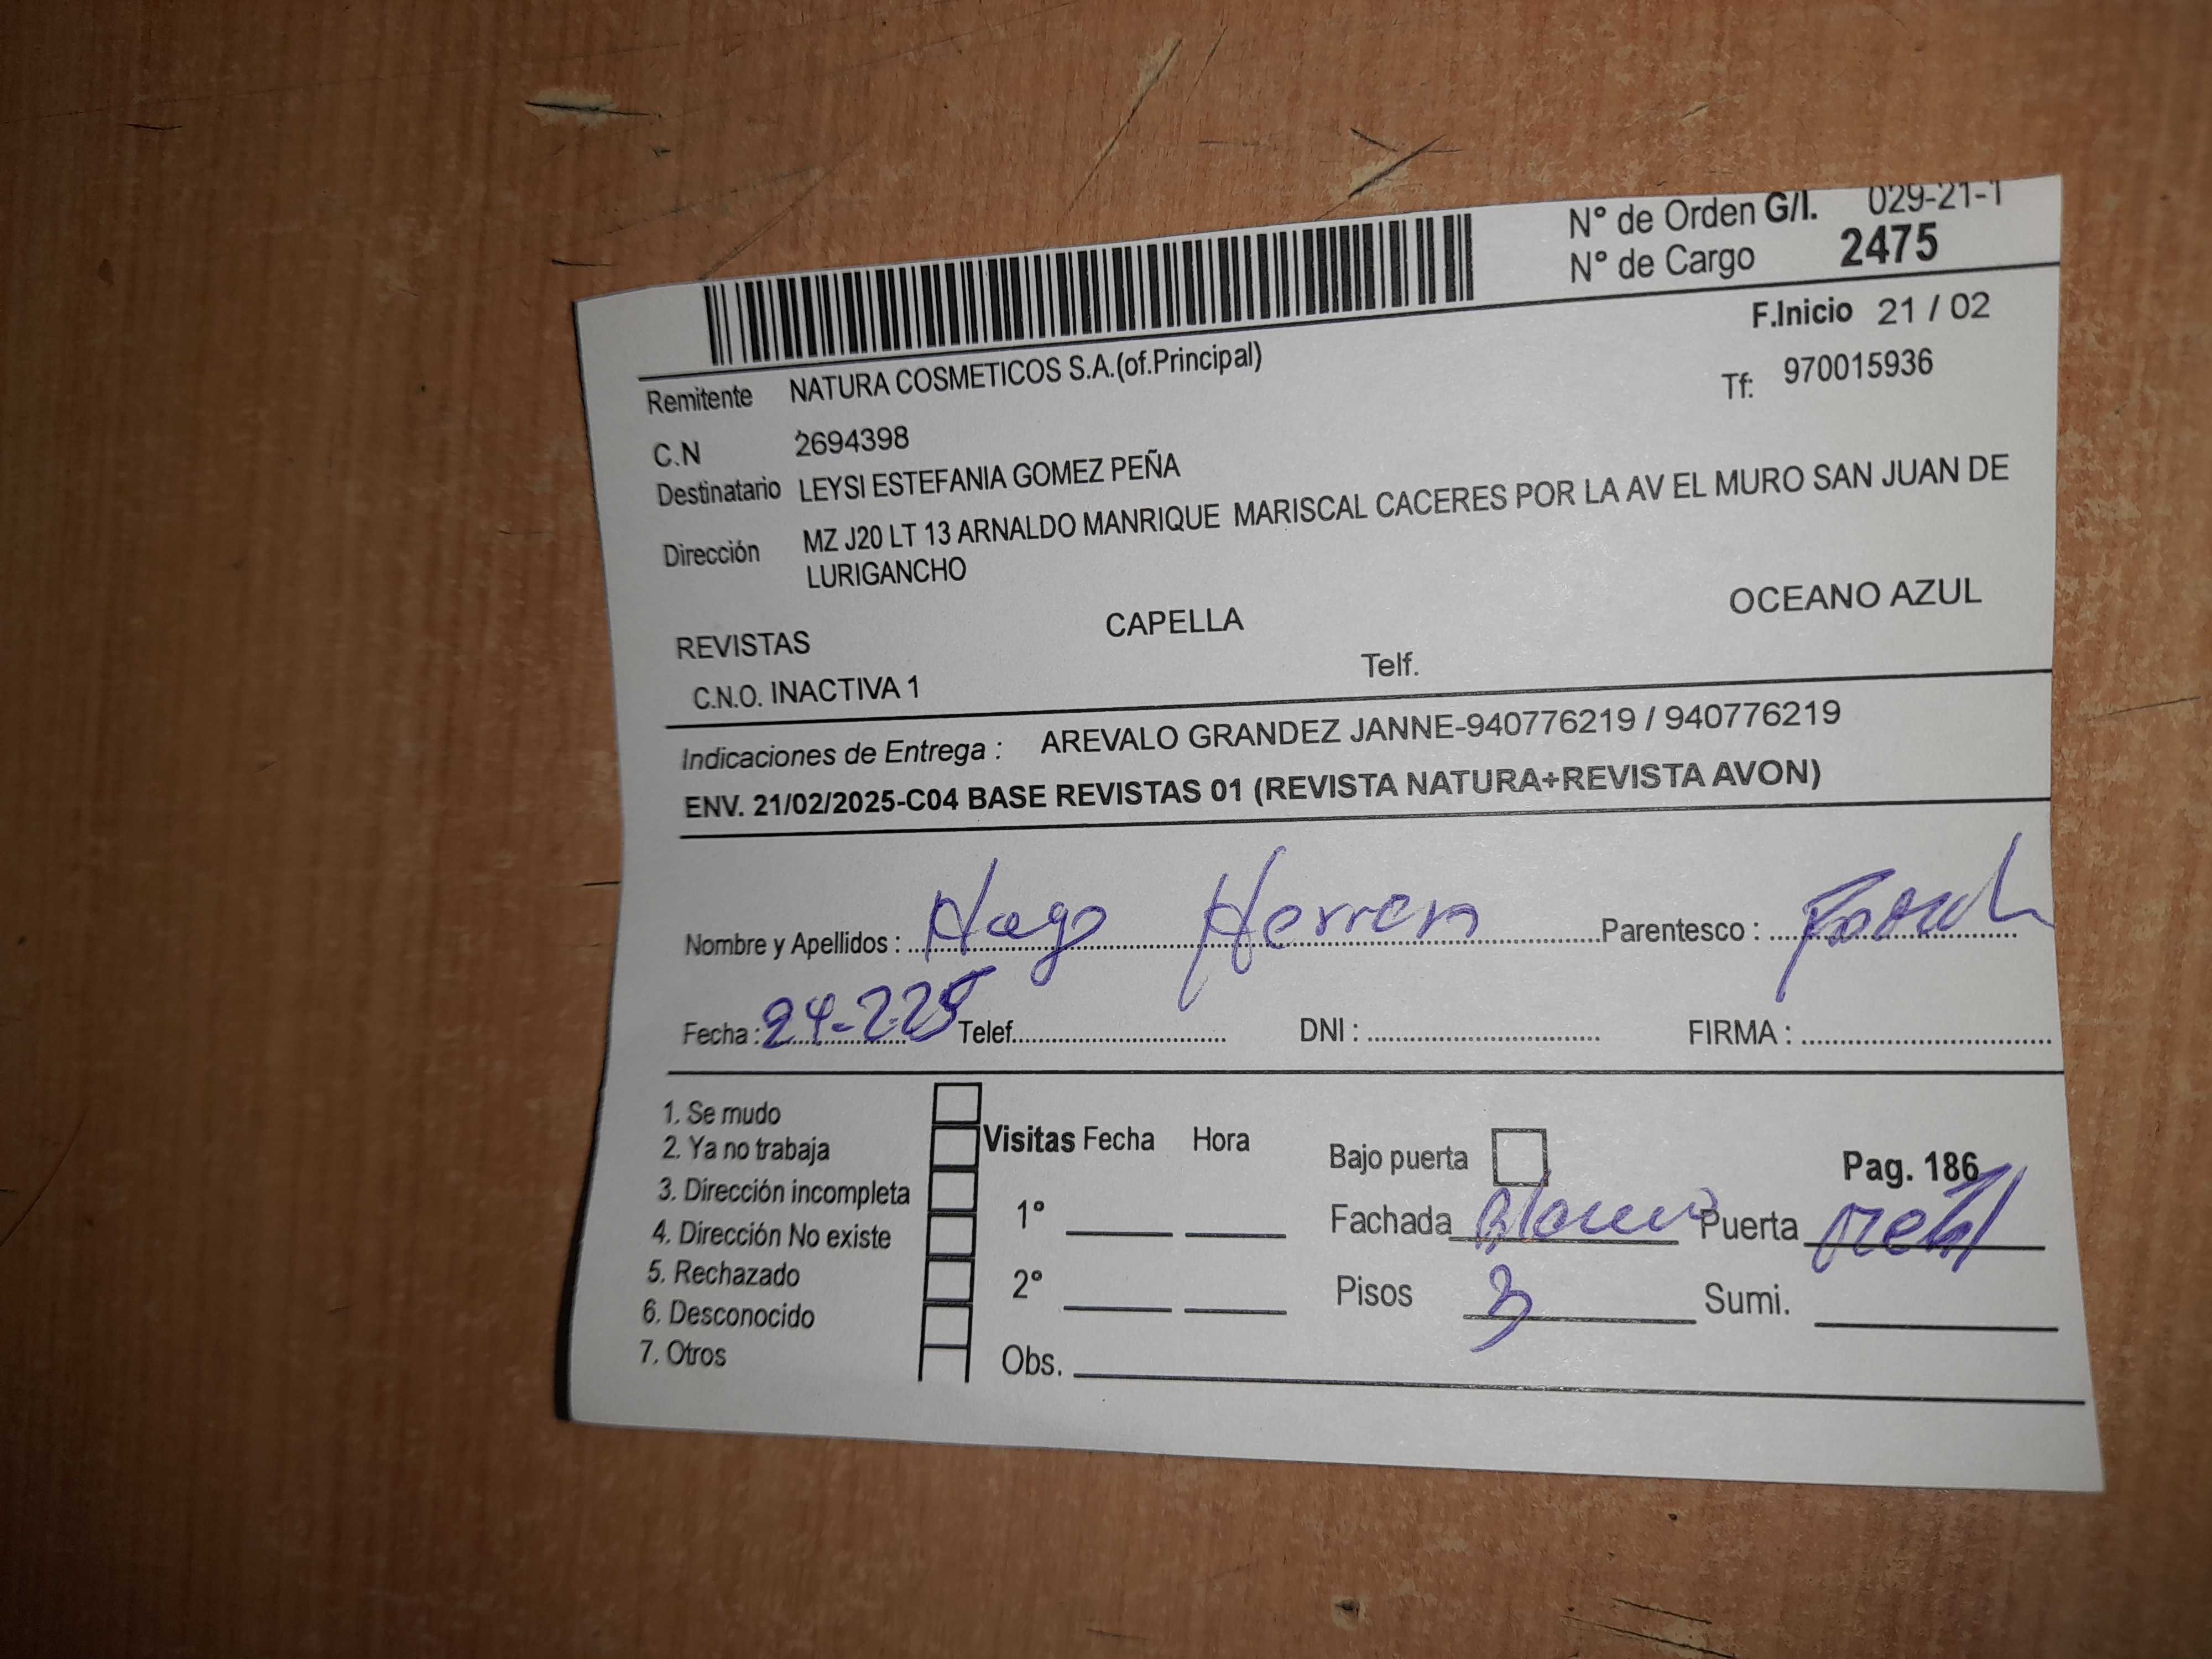 N° de Orden G/I. 029-21-1
N° de Cargo 2475
F.Inicio 21 / 02
Remitente NATURA COSMETICOS S.A.(of.Principal)
Tf: 970015936
C.N 2694398
Destinatario LEYSI ESTEFANIA GOMEZ PEÑA
Dirección MZ J20 LT 13 ARNALDO MANRIQUE MARISCAL CACERES POR LA AV EL MURO SAN JUAN DE
LURIGANCHO
REVISTAS CAPELLA OCEANO AZUL
C.N.O. INACTIVA 1 Telf.
Indicaciones de Entrega : AREVALO GRANDEZ JANNE-940776219 / 940776219
ENV. 21/02/2025-C04 BASE REVISTAS 01 (REVISTA NATURA+REVISTA AVON)
Nombre y Apellidos : Hugo Herrera Parentesco :
Fecha : 24-2-25 Telef. DNI : FIRMA :
1. Se mudo
2. Ya no trabaja
3. Dirección incompleta
4. Dirección No existe
5. Rechazado
6. Desconocido
7. Otros
Visitas Fecha Hora
1°
2°
Obs.
Bajo puerta Pag. 186
Fachada Blanco Puerta metal
Pisos 3 Sumi.